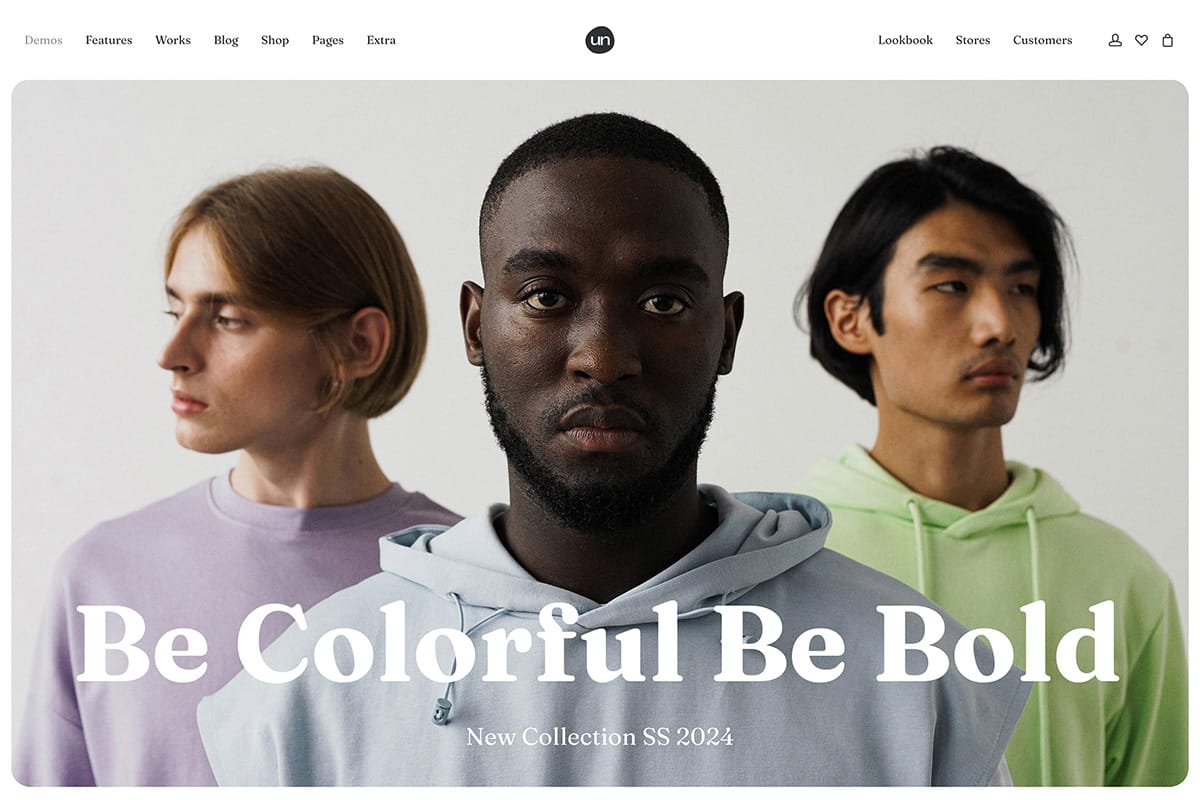 Demos Features Works Blog Shop Pages Extra un Lookbook Stores Customers
Be Colorful Be Bold
New Collection SS 2024